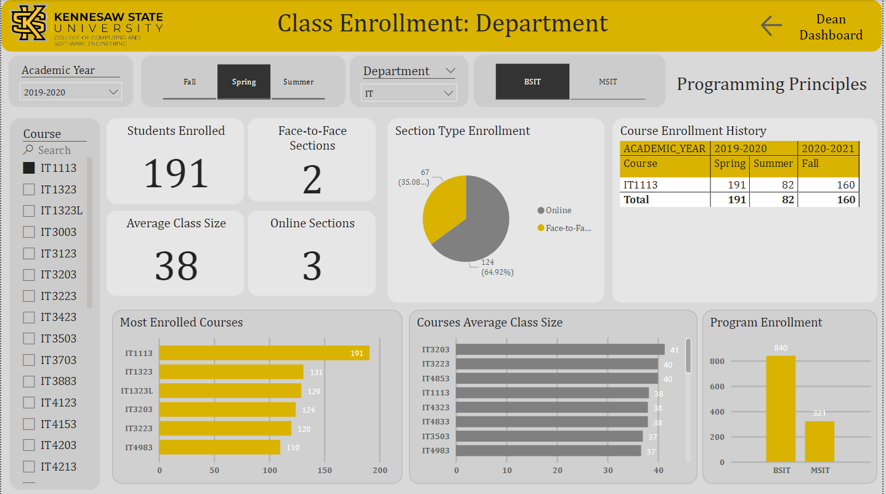 KENNESAW STATE
UNIVERSITY
COLLEGE OF COMPUTING AND
SOFTWARE ENGINEERING
Class Enrollment: Department
Dean
Dashboard
Academic Year
2019-2020
Fall
Spring
Summer
Department
IT
BSIT
MSIT
Programming Principles
Course
Search
IT1113
IT1323
IT1323L
IT3003
IT3123
IT3203
IT3223
IT3423
IT3503
IT3703
IT3883
IT4123
IT4153
IT4203
IT4213
Students Enrolled
191
Face-to-Face
Sections
2
Average Class Size
38
Online Sections
3
Section Type Enrollment
67
(35.08...)
124
(64.92%)
Online
Face-to-Fa...
Course Enrollment History
ACADEMIC_YEAR 2019-2020 2020-2021
Course Spring Summer Fall
IT1113 191 82 160
Total 191 82 160
Most Enrolled Courses
IT1113 191
IT1323 131
IT1323L 129
IT3203 124
IT3223 120
IT4983 110
0 50 100 150 200
Courses Average Class Size
IT3203 41
IT3223 40
IT4853 40
IT1113 38
IT4323 38
IT4833 38
IT3503 37
IT4983 37
0 10 20 30 40
Program Enrollment
840
800
600
400
321
200
0
BSIT MSIT